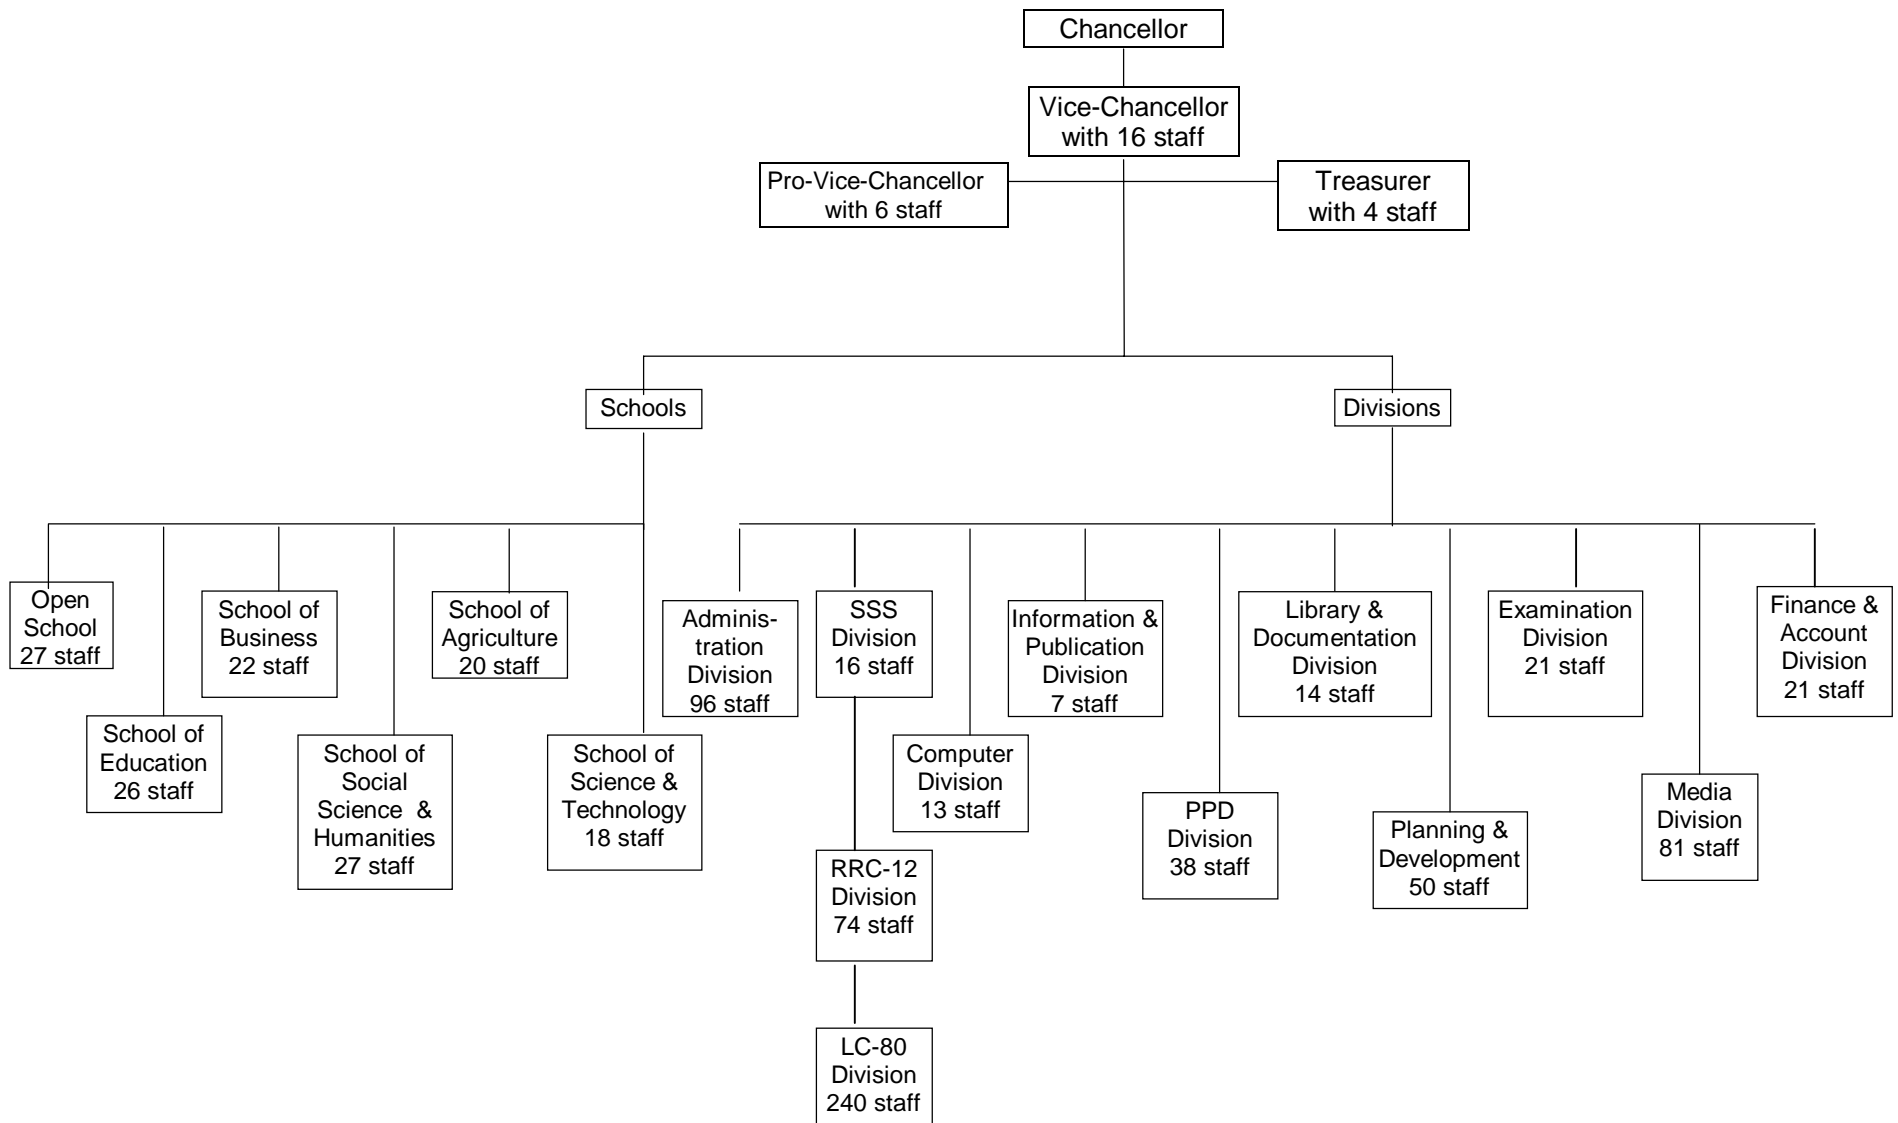 Chancellor
Vice-Chancellor
with 16 staff
Pro-Vice-Chancellor
with 6 staff
Treasurer
with 4 staff
Schools
Divisions
Open
School
27 staff
School of
Education
26 staff
School of
Business
22 staff
School of
Social
Science &
Humanities
27 staff
School of
Agriculture
20 staff
School of
Science &
Technology
18 staff
Adminis-
tration
Division
96 staff
SSS
Division
16 staff
RRC-12
Division
74 staff
LC-80
Division
240 staff
Computer
Division
13 staff
Information &
Publication
Division
7 staff
PPD
Division
38 staff
Library &
Documentation
Division
14 staff
Planning &
Development
50 staff
Examination
Division
21 staff
Media
Division
81 staff
Finance &
Account
Division
21 staff